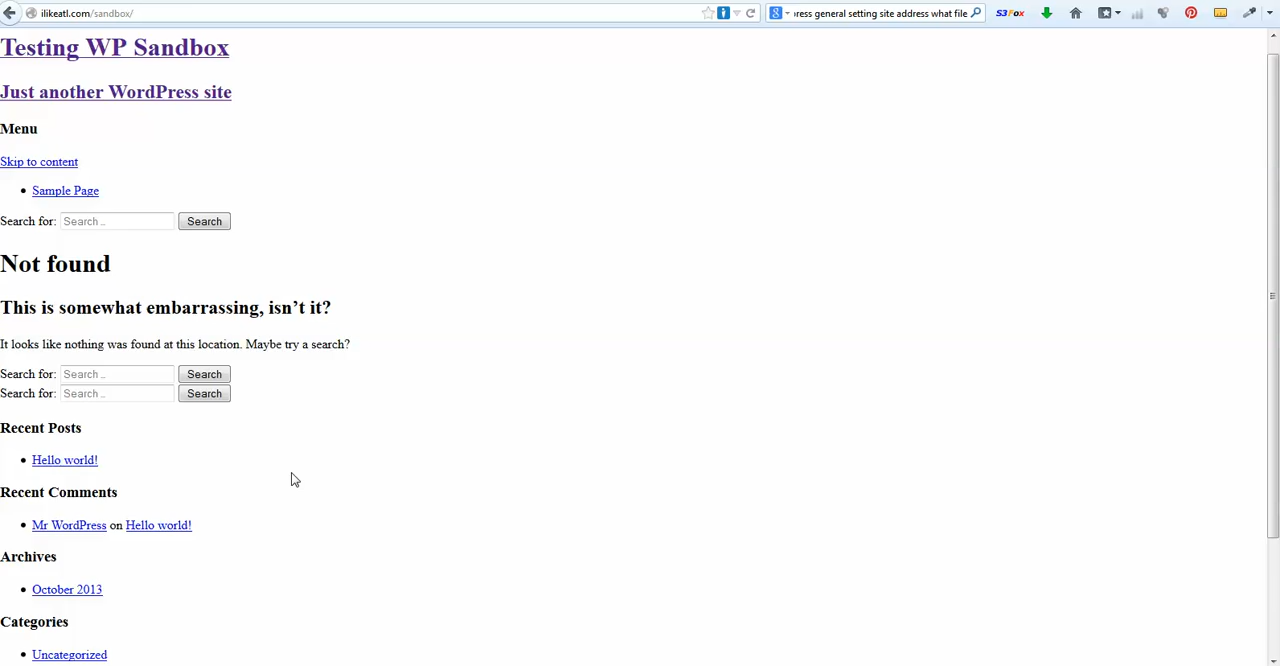 ilikeatl.com/sandbox/
press general setting site address what file
S3Fox
Testing WP Sandbox
Just another WordPress site
Menu
Skip to content
Sample Page
Search for: Search … Search
Not found
This is somewhat embarrassing, isn’t it?
It looks like nothing was found at this location. Maybe try a search?
Search for: Search … Search
Search for: Search … Search
Recent Posts
Hello world!
Recent Comments
Mr WordPress on Hello world!
Archives
October 2013
Categories
Uncategorized